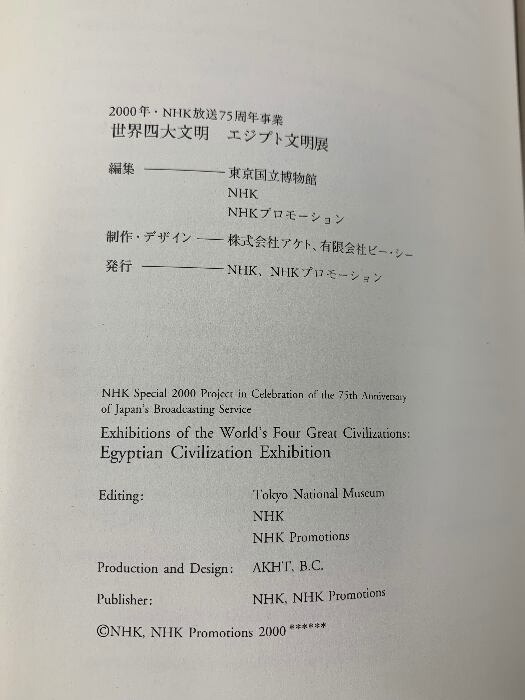 2000年・NHK放送75周年事業
世界四大文明　エジプト文明展
編集 ――――― 東京国立博物館
NHK
NHKプロモーション
制作・デザイン ―― 株式会社アケト、有限会社ビー・シー
発行 ――――― NHK、NHKプロモーション
NHK Special 2000 Project in Celebration of the 75th Anniversary
of Japan's Broadcasting Service
Exhibitions of the World's Four Great Civilizations:
Egyptian Civilization Exhibition
Editing: Tokyo National Museum
NHK
NHK Promotions
Production and Design: AKHT, B.C.
Publisher: NHK, NHK Promotions
©NHK, NHK Promotions 2000 ******